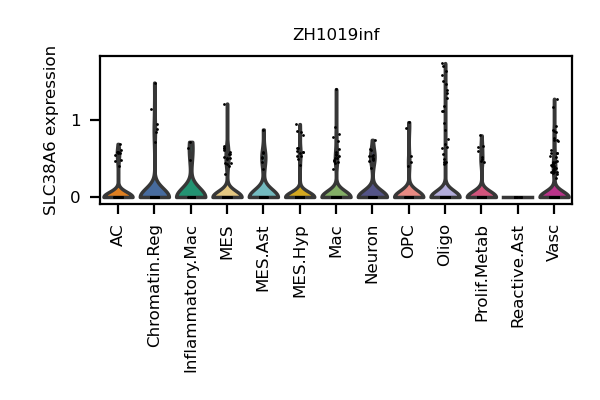 ZH1019inf
SLC38A6 expression
1
0
AC
Chromatin.Reg
Inflammatory.Mac
MES
MES.Ast
MES.Hyp
Mac
Neuron
OPC
Oligo
Prolif.Metab
Reactive.Ast
Vasc